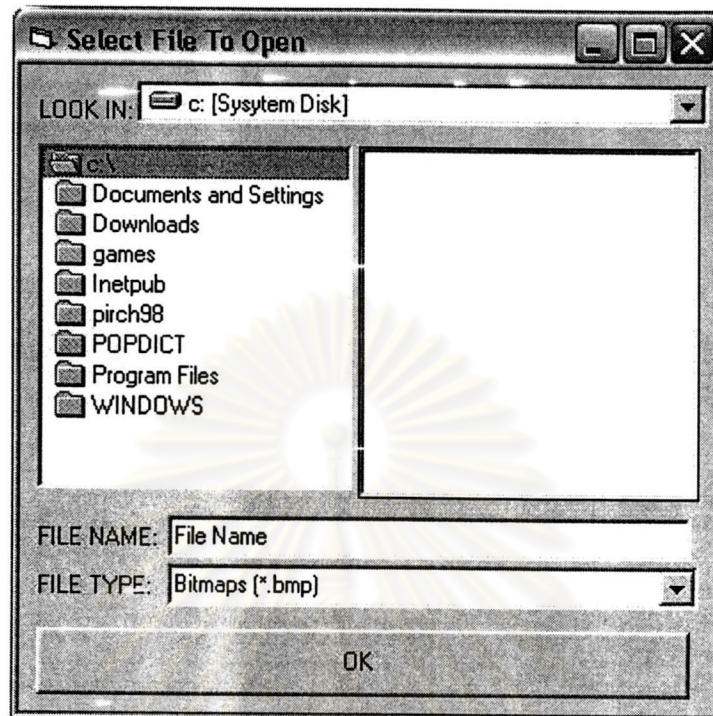 Select File To Open
LOOK IN: c: [Sysytem Disk]
c:\
Documents and Settings
Downloads
games
Inetpub
pirch98
POPDICT
Program Files
WINDOWS
FILE NAME: File Name
FILE TYPE: Bitmaps (*.bmp)
OK